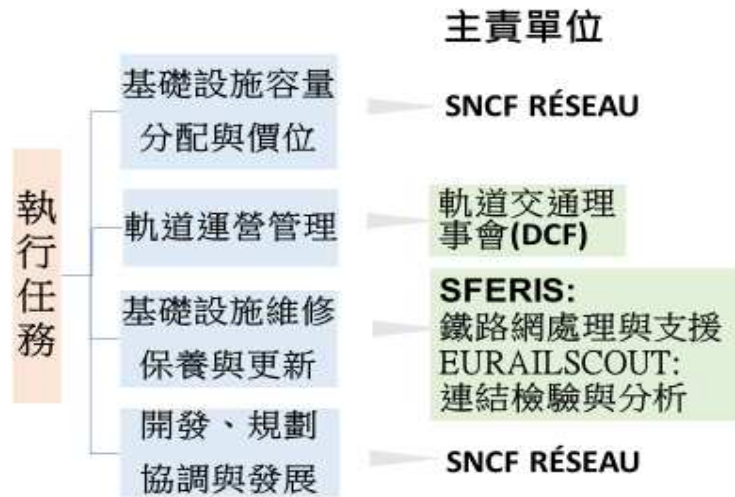 主責單位
執行任務
基礎設施容量
分配與價位
SNCF RÉSEAU
軌道運營管理
軌道交通理
事會(DCF)
基礎設施維修
保養與更新
SFERIS:
鐵路網處理與支援
EURAILSCOUT:
連結檢驗與分析
開發、規劃
協調與發展
SNCF RÉSEAU